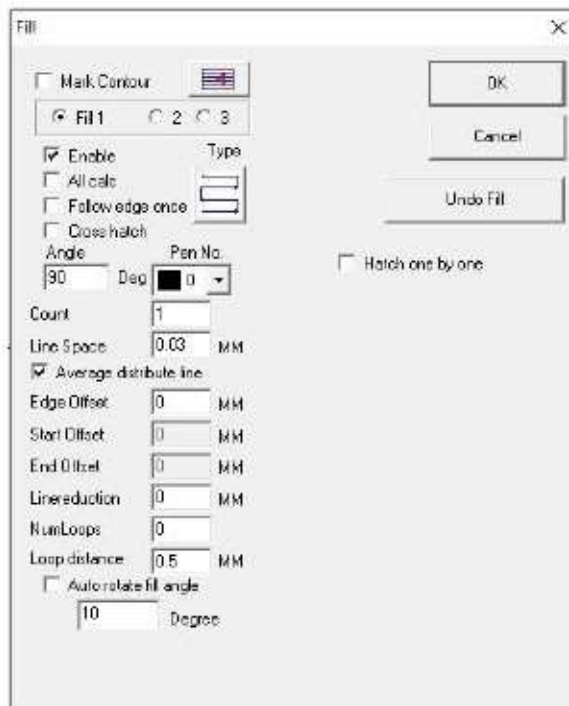 Fill
Mark Contour
OK
Fill 1 2 3
Cancel
Enable Type
All calc
Follow edge once
Undo Fill
Cross hatch
Angle Pen No.
Hatch one by one
90 Deg 0
Count 1
Line Space 0.03 MM
Average distribute line
Edge Offset 0 MM
Start Offset 0 MM
End Offset 0 MM
Linereduction 0 MM
NumLoops 0
Loop distance 0.5 MM
Auto rotate fill angle
10 Degree